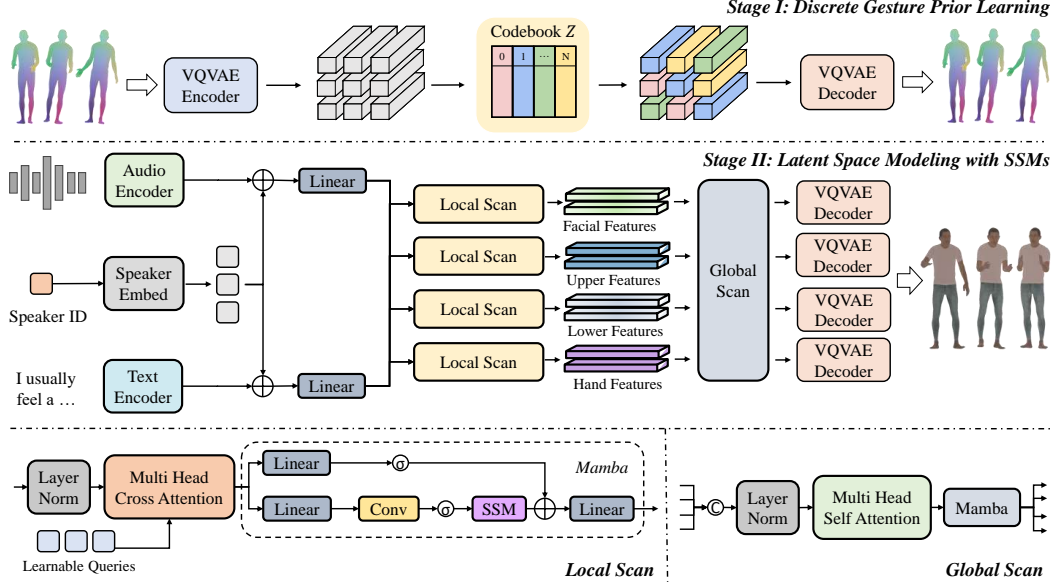 Stage I: Discrete Gesture Prior Learning
Codebook Z
0 1 ... N
VQVAE
Encoder
VQVAE
Decoder
Stage II: Latent Space Modeling with SSMs
Audio
Encoder
Linear
Local Scan
Facial Features
VQVAE
Decoder
Speaker
Embed
Speaker ID
Local Scan
Upper Features
Global
Scan
VQVAE
Decoder
Local Scan
Lower Features
VQVAE
Decoder
I usually
feel a ...
Text
Encoder
Linear
Local Scan
Hand Features
VQVAE
Decoder
Layer
Norm
Multi Head
Cross Attention
Learnable Queries
Linear
σ
Mamba
Linear
Conv
σ
SSM
Linear
Local Scan
C
Layer
Norm
Multi Head
Self Attention
Mamba
Global Scan